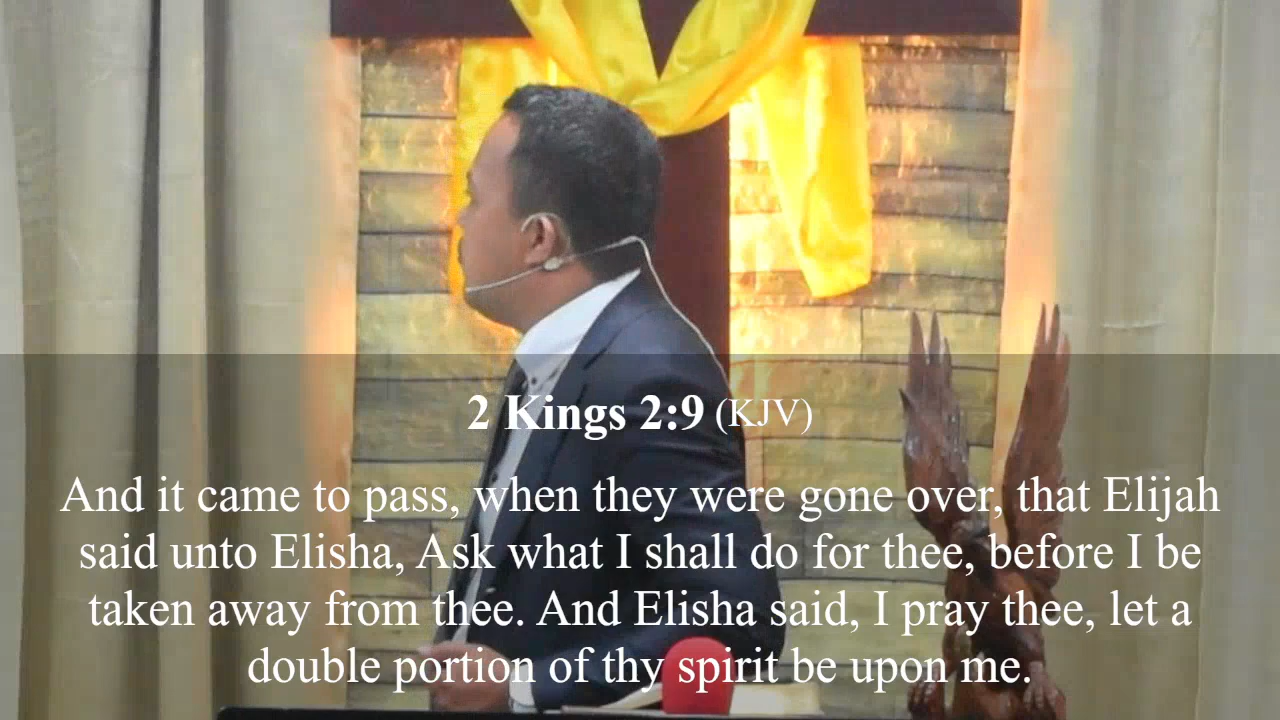 2 Kings 2:9 (KJV)
And it came to pass, when they were gone over, that Elijah
said unto Elisha, Ask what I shall do for thee, before I be
taken away from thee. And Elisha said, I pray thee, let a
double portion of thy spirit be upon me.